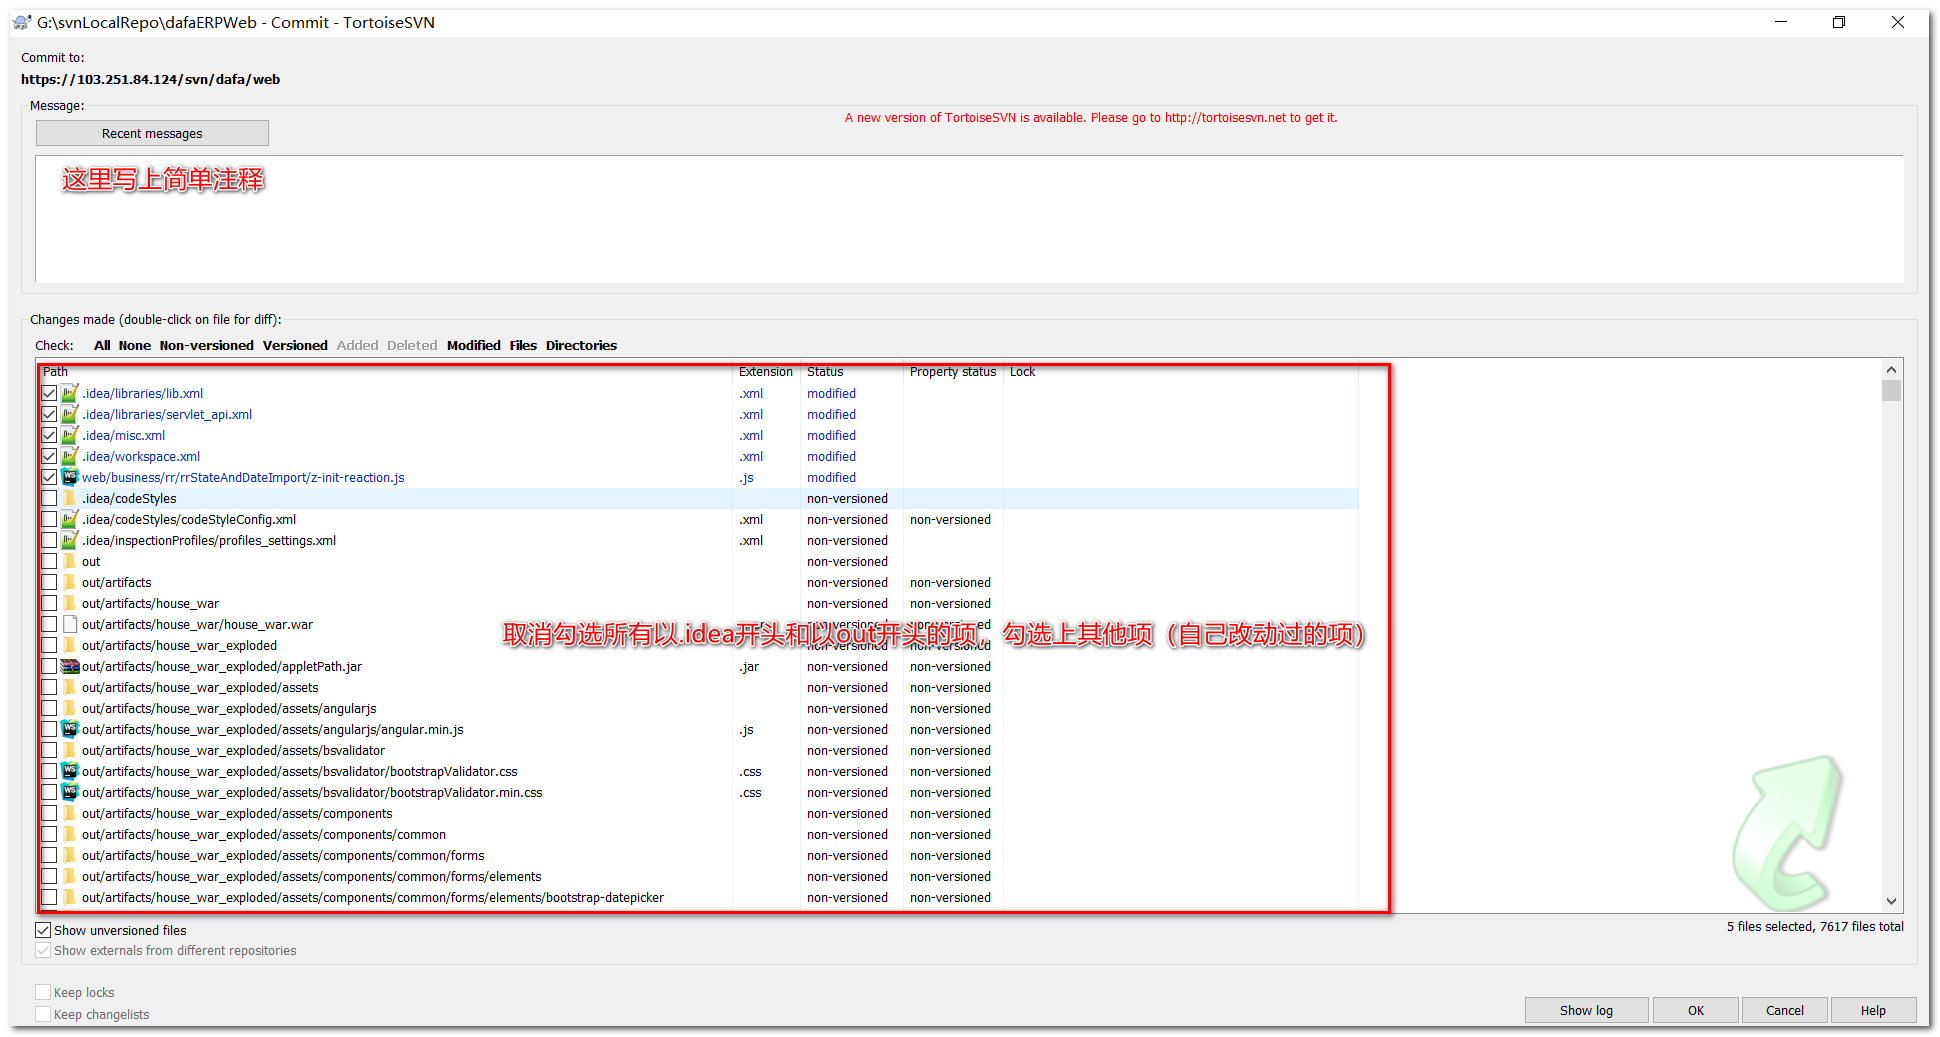 G:\svnLocalRepo\dafaERPWeb - Commit - TortoiseSVN
Commit to:
https://103.251.84.124/svn/dafa/web
Message:
A new version of TortoiseSVN is available. Please go to http://tortoisesvn.net to get it.
Recent messages
这里写上简单注释
Changes made (double-click on file for diff):
Check: All None Non-versioned Versioned Added Deleted Modified Files Directories
Path Extension Status Property status Lock
.idea/libraries/lib.xml .xml modified
.idea/libraries/servlet_api.xml .xml modified
.idea/misc.xml .xml modified
.idea/workspace.xml .xml modified
web/business/rr/rrStateAndDateImport/z-init-reaction.js .js modified
.idea/codeStyles non-versioned
.idea/codeStyles/codeStyleConfig.xml .xml non-versioned non-versioned
.idea/inspectionProfiles/profiles_settings.xml .xml non-versioned
out non-versioned
out/artifacts non-versioned non-versioned
out/artifacts/house_war non-versioned non-versioned
out/artifacts/house_war/house_war.war non-versioned non-versioned
取消勾选所有以.idea开头和以out开头的项，勾选上其他项（自己改动过的项）
out/artifacts/house_war_exploded non-versioned non-versioned
out/artifacts/house_war_exploded/appletPath.jar .jar non-versioned non-versioned
out/artifacts/house_war_exploded/assets non-versioned non-versioned
out/artifacts/house_war_exploded/assets/angularjs non-versioned non-versioned
out/artifacts/house_war_exploded/assets/angularjs/angular.min.js .js non-versioned non-versioned
out/artifacts/house_war_exploded/assets/bsvalidator non-versioned non-versioned
out/artifacts/house_war_exploded/assets/bsvalidator/bootstrapValidator.css .css non-versioned non-versioned
out/artifacts/house_war_exploded/assets/bsvalidator/bootstrapValidator.min.css .css non-versioned non-versioned
out/artifacts/house_war_exploded/assets/components non-versioned non-versioned
out/artifacts/house_war_exploded/assets/components/common non-versioned non-versioned
out/artifacts/house_war_exploded/assets/components/common/forms non-versioned non-versioned
out/artifacts/house_war_exploded/assets/components/common/forms/elements non-versioned non-versioned
out/artifacts/house_war_exploded/assets/components/common/forms/elements/bootstrap-datepicker non-versioned non-versioned
Show unversioned files
5 files selected, 7617 files total
Show externals from different repositories
Keep locks
Keep changelists
Show log OK Cancel Help